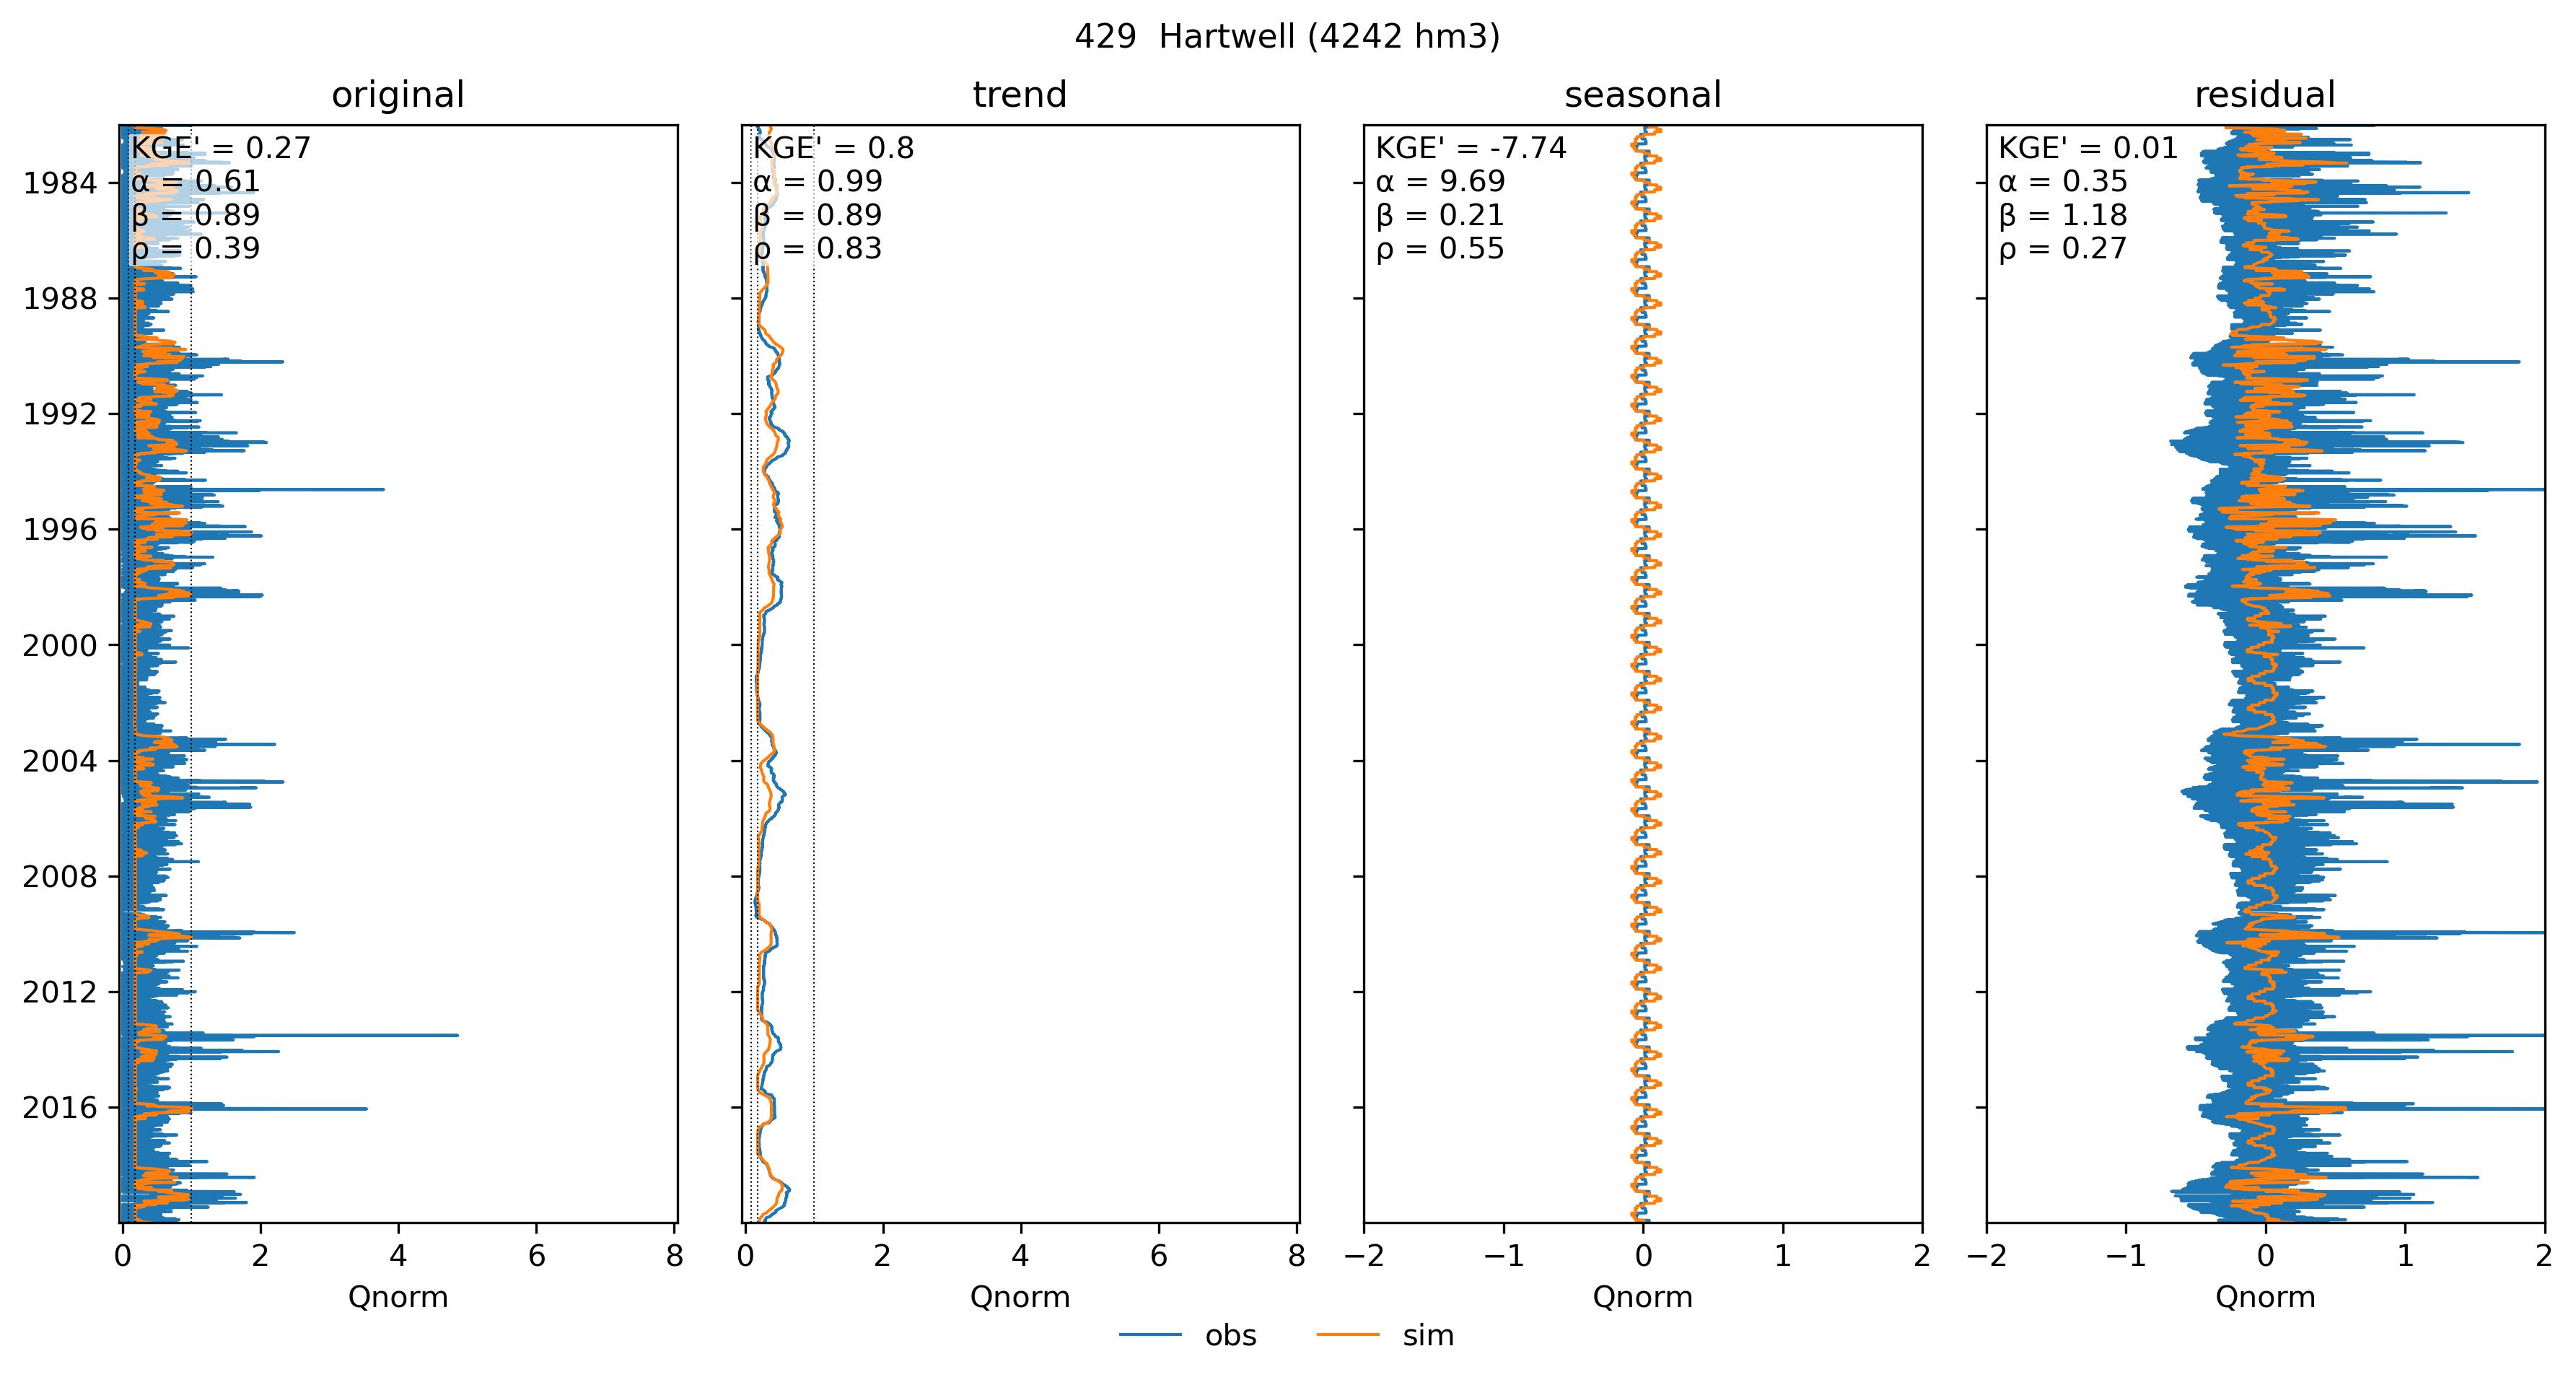 429  Hartwell (4242 hm3)
original
trend
seasonal
residual
KGE' = 0.27
α = 0.61
β = 0.89
ρ = 0.39
KGE' = 0.8
α = 0.99
β = 0.89
ρ = 0.83
KGE' = -7.74
α = 9.69
β = 0.21
ρ = 0.55
KGE' = 0.01
α = 0.35
β = 1.18
ρ = 0.27
1984
1988
1992
1996
2000
2004
2008
2012
2016
0 2 4 6 8
0 2 4 6 8
−2 −1 0 1 2
−2 −1 0 1 2
Qnorm
Qnorm
Qnorm
Qnorm
obs
sim